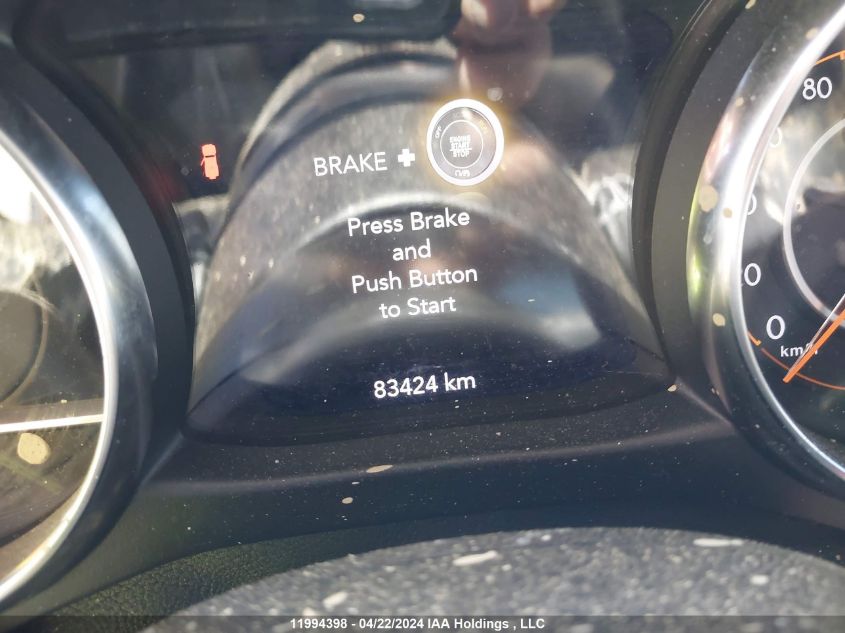 80
BRAKE +
ENGINE
START
STOP
Press Brake
and
Push Button
to Start
20
0
km/h
83424 km
11994398 - 04/22/2024 IAA Holdings , LLC